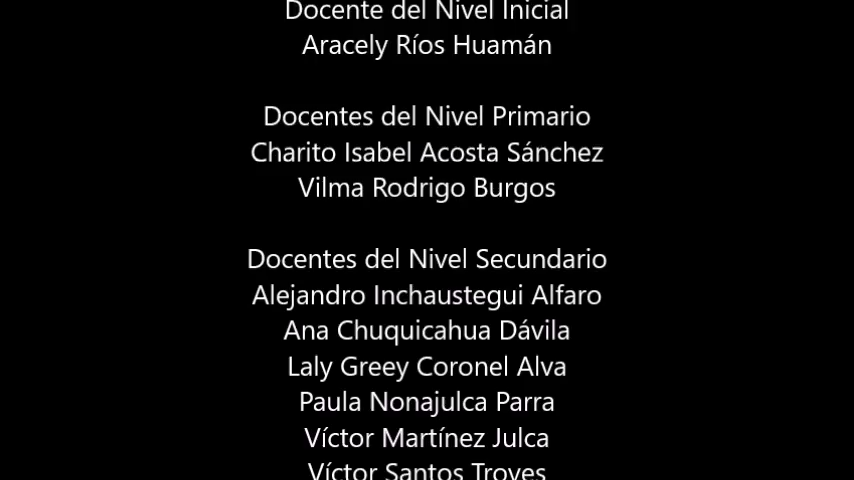 Docente del Nivel Inicial
Aracely Ríos Huamán
Docentes del Nivel Primario
Charito Isabel Acosta Sánchez
Vilma Rodrigo Burgos
Docentes del Nivel Secundario
Alejandro Inchaustegui Alfaro
Ana Chuquicahua Dávila
Laly Greey Coronel Alva
Paula Nonajulca Parra
Víctor Martínez Julca
Víctor Santos Troyes